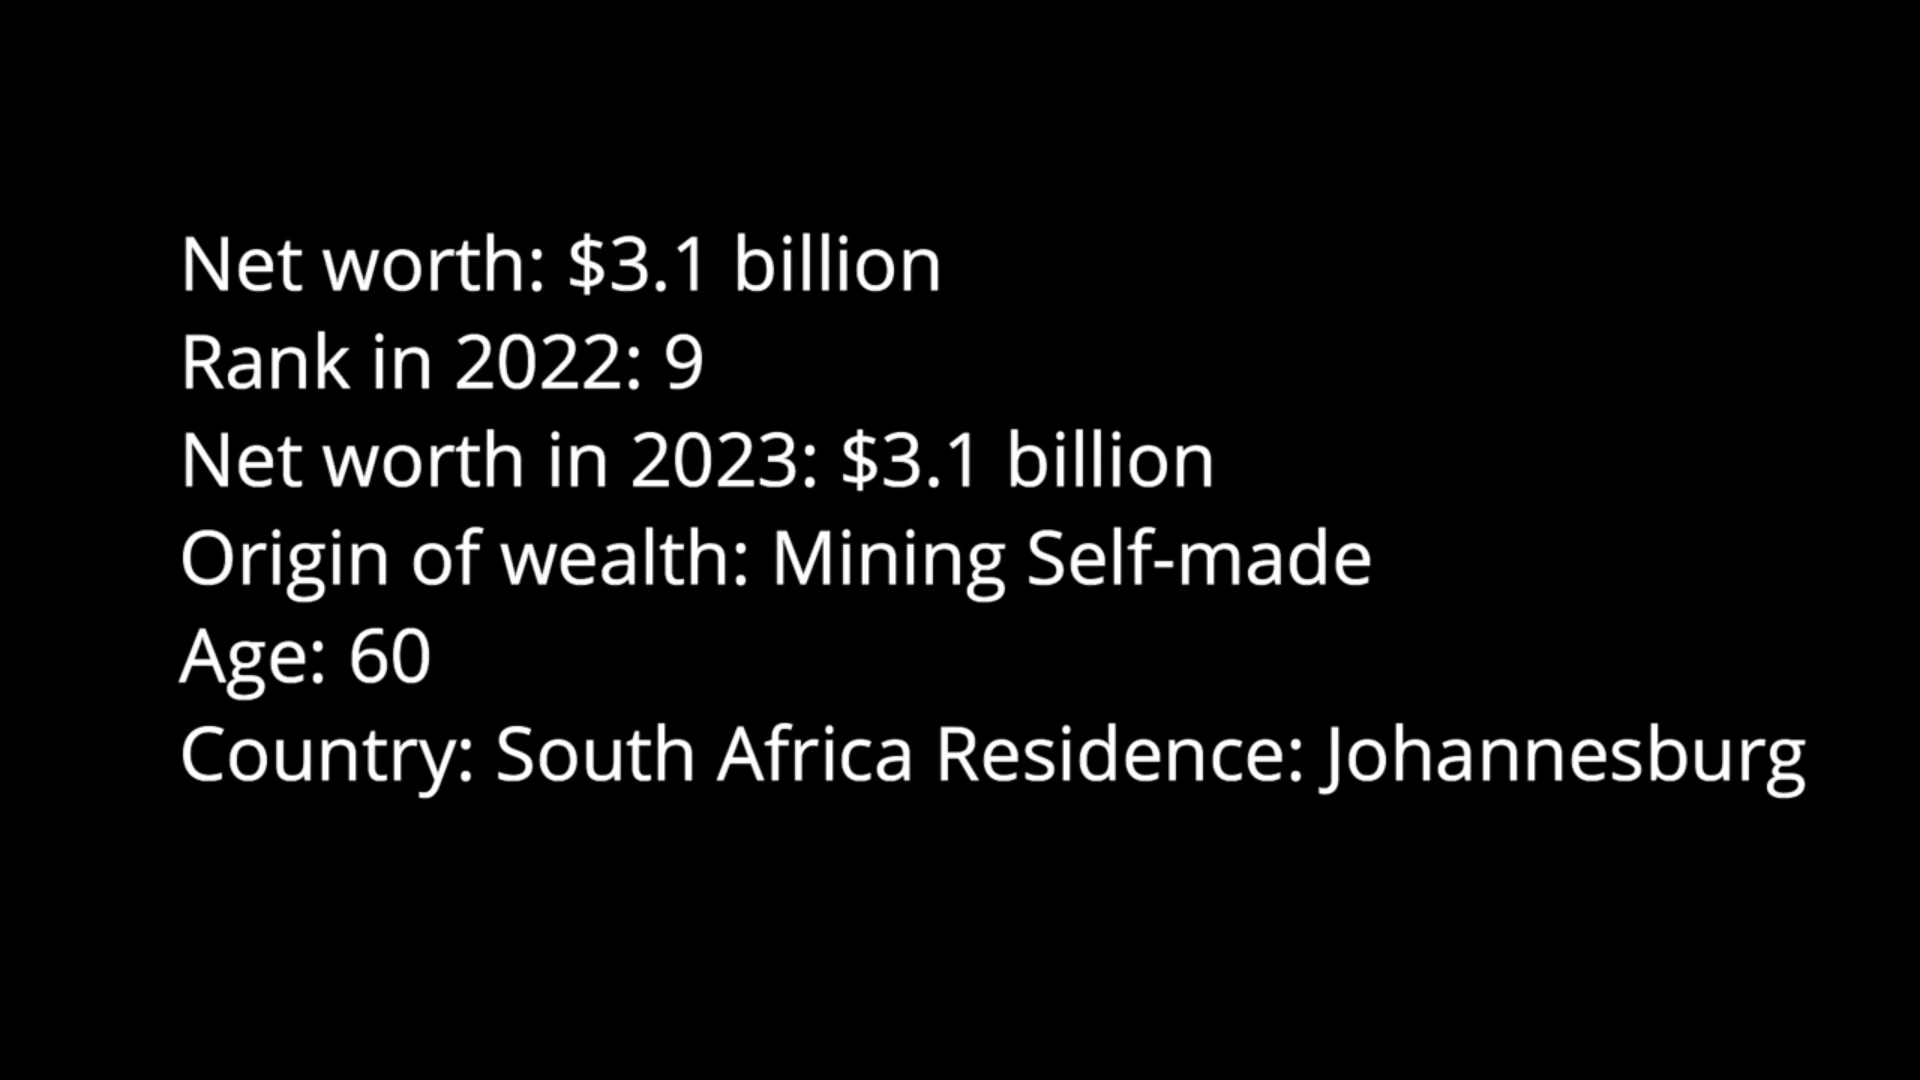 Net worth: $3.1 billion
Rank in 2022: 9
Net worth in 2023: $3.1 billion
Origin of wealth: Mining Self-made
Age: 60
Country: South Africa Residence: Johannesburg